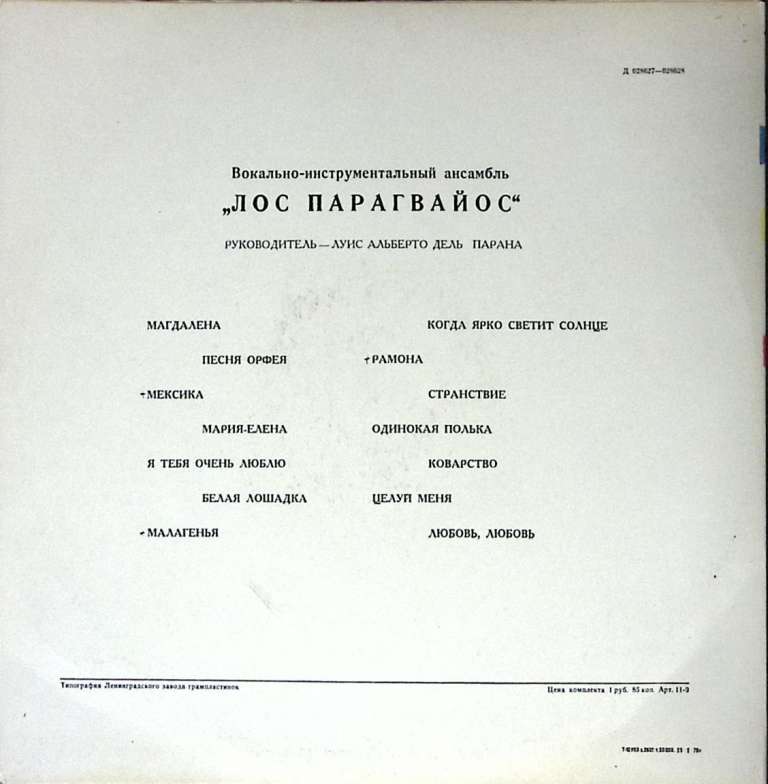 Д 028627—028628
Вокально-инструментальный ансамбль
„ЛОС ПАРАГВАЙОС“
РУКОВОДИТЕЛЬ — ЛУИС АЛЬБЕРТО ДЕЛЬ ПАРАНА
МАГДАЛЕНА
ПЕСНЯ ОРФЕЯ
МЕКСИКА
МАРИЯ-ЕЛЕНА
Я ТЕБЯ ОЧЕНЬ ЛЮБЛЮ
БЕЛАЯ ЛОШАДКА
МАЛАГЕНЬЯ
КОГДА ЯРКО СВЕТИТ СОЛНЦЕ
РАМОНА
СТРАНСТВИЕ
ОДИНОКАЯ ПОЛЬКА
КОВАРСТВО
ЦЕЛУЙ МЕНЯ
ЛЮБОВЬ, ЛЮБОВЬ
Типография Ленинградского завода грампластинок
Цена комплекта 1 руб. 85 коп. Арт. 11-9